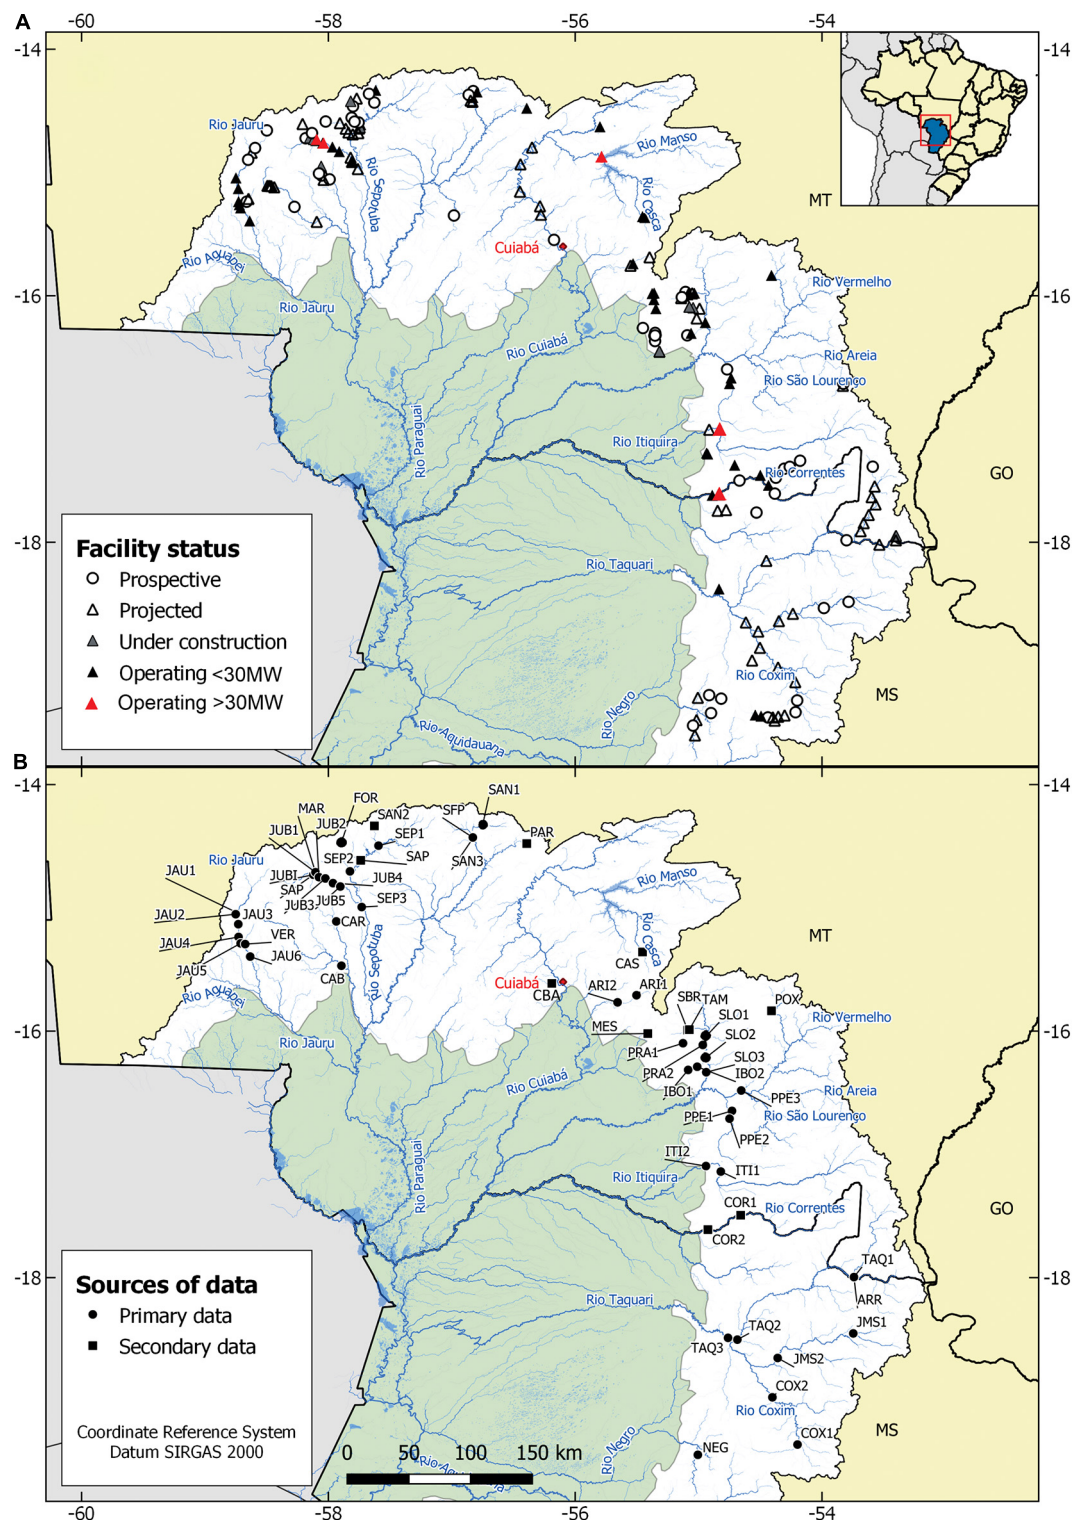 A
-60
-58
-56
-54
-14
-14
Rio Jauru
Rio Manso
Rio Sepotuba
Rio Casca
MT
Cuiabá
Rio Aquapei
-16
-16
Rio Vermelho
Rio Jauru
Rio Cuiabá
Rio Areia
Rio São Lourenço
Rio Paraguai
Rio Itiquira
Rio Correntes
GO
-18
-18
Facility status
Prospective
Projected
Under construction
Operating <30MW
Operating >30MW
Rio Taquari
Rio Coxim
MS
Rio Negro
Rio Aquidauana
B
-14
-14
FOR
SAN1
MAR
JUB2
SAN2
SFP
JUB1
SEP1
PAR
Rio Jauru
SEP2
SAP
SAN3
JAU1
JUBI
JUB4
Rio Manso
SAP
JUB3
JUB5
SEP3
JAU2
JAU3
CAR
Rio Casca
MT
JAU4
VER
JAU5
JAU6
Rio Sepotuba
CAB
CAS
Cuiabá
CBA
ARI2
ARI1
Rio Aquapei
SBR
TAM
POX
SLO1
Rio Vermelho
-16
-16
MES
SLO2
Rio Jauru
PRA1
SLO3
PRA2
IBO2
Rio Cuiabá
IBO1
PPE3
Rio Areia
PPE1
Rio São Lourenço
PPE2
ITI2
ITI1
Rio Paraguai
Rio Itiquira
COR1
Rio Correntes
GO
COR2
-18
-18
TAQ1
Sources of data
Primary data
Secondary data
Rio Taquari
ARR
TAQ2
JMS1
TAQ3
JMS2
COX2
Rio Coxim
MS
Coordinate Reference System
Datum SIRGAS 2000
COX1
NEG
Rio Negro
0
50
100
150 km
-60
-58
-56
-54